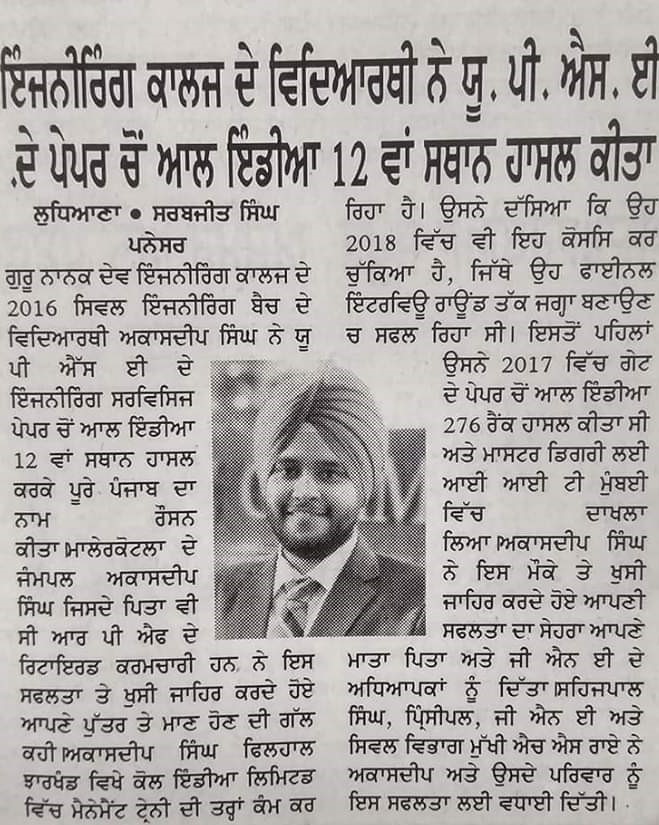 ਇੰਜਨੀਰਿੰਗ ਕਾਲਜ ਦੇ ਵਿਦਿਆਰਥੀ ਨੇ ਯੂ. ਪੀ. ਐਸ. ਈ
.ਦੇ ਪੇਪਰ ਚੋਂ ਆਲ ਇੰਡੀਆ 12 ਵਾਂ ਸਥਾਨ ਹਾਸਲ ਕੀਤਾ
ਲੁਧਿਆਣਾ • ਸਰਬਜੀਤ ਸਿੰਘ
ਪਨੇਸਰ
ਗੁਰੂ ਨਾਨਕ ਦੇਵ ਇੰਜਨੀਰਿੰਗ ਕਾਲਜ ਦੇ
2016 ਸਿਵਲ ਇੰਜਨੀਰਿੰਗ ਬੈਚ ਦੇ
ਵਿਦਿਆਰਥੀ ਅਕਾਸਦੀਪ ਸਿੰਘ ਨੇ ਯੂ
ਪੀ ਐੱਸ ਈ ਦੇ
ਇੰਜਨੀਰਿੰਗ ਸਰਵਿਸਿਜ
ਪੇਪਰ ਚੋਂ ਆਲ ਇੰਡੀਆ
12 ਵਾਂ ਸਥਾਨ ਹਾਸਲ
ਕਰਕੇ ਪੂਰੇ ਪੰਜਾਬ ਦਾ
ਨਾਮ ਰੌਸਨ
ਕੀਤਾ।ਮਾਲੇਰਕੋਟਲਾ ਦੇ
ਜੰਮਪਲ ਅਕਾਸਦੀਪ
ਸਿੰਘ ਜਿਸਦੇ ਪਿਤਾ ਵੀ
ਸੀ ਆਰ ਪੀ ਐਫ ਦੇ
ਰਿਟਾਇਰਡ ਕਰਮਚਾਰੀ ਹਨ ਨੇ ਇਸ
ਸਫਲਤਾ ਤੇ ਖੁਸੀ ਜਾਹਿਰ ਕਰਦੇ ਹੋਏ
ਆਪਣੇ ਪੁੱਤਰ ਤੇ ਮਾਣ ਹੋਣ ਦੀ ਗੱਲ
ਕਹੀ।ਅਕਾਸਦੀਪ ਸਿੰਘ ਫਿਲਹਾਲ
ਝਾਰਖੰਡ ਵਿਖੇ ਕੋਲ ਇੰਡੀਆ ਲਿਮਿਟਡ
ਵਿੱਚ ਮੈਨੇਮੈਂਟ ਟ੍ਰੇਨੀ ਦੀ ਤਰ੍ਹਾਂ ਕੰਮ ਕਰ
ਰਿਹਾ ਹੈ। ਉਸਨੇ ਦੱਸਿਆ ਕਿ ਉਹ
2018 ਵਿੱਚ ਵੀ ਇਹ ਕੋਸਸਿ ਕਰ
ਚੁੱਕਿਆ ਹੈ, ਜਿੱਥੇ ਉਹ ਫਾਈਨਲ
ਇੰਟਰਵਿਊ ਰਾਊਂਡ ਤੱਕ ਜਗ੍ਹਾ ਬਣਾਉਣ
ਚ ਸਫਲ ਰਿਹਾ ਸੀ। ਇਸਤੋਂ ਪਹਿਲਾਂ
ਉਸਨੇ 2017 ਵਿੱਚ ਗੇਟ
ਦੇ ਪੇਪਰ ਚੋਂ ਆਲ ਇੰਡੀਆ
276 ਰੈਂਕ ਹਾਸਲ ਕੀਤਾ ਸੀ
ਅਤੇ ਮਾਸਟਰ ਡਿਗਰੀ ਲਈ
ਆਈ ਆਈ ਟੀ ਮੁੰਬਈ
ਵਿੱਚ ਦਾਖਲਾ
ਲਿਆ।ਅਕਾਸਦੀਪ ਸਿੰਘ
ਨੇ ਇਸ ਮੌਕੇ ਤੇ ਖੁਸੀ
ਜਾਹਿਰ ਕਰਦੇ ਹੋਏ ਆਪਣੀ
ਸਫਲਤਾ ਦਾ ਸੇਹਰਾ ਆਪਣੇ
ਮਾਤਾ ਪਿਤਾ ਅਤੇ ਜੀ ਐਨ ਈ ਦੇ
ਅਧਿਆਪਕਾਂ ਨੂੰ ਦਿੱਤਾ।ਸਹਿਜਪਾਲ
ਸਿੰਘ, ਪ੍ਰਿੰਸੀਪਲ, ਜੀ ਐਨ ਈ ਅਤੇ
ਸਿਵਲ ਵਿਭਾਗ ਮੁੱਖੀ ਐਚ ਐਸ ਰਾਏ ਨੇ
ਅਕਾਸਦੀਪ ਅਤੇ ਉਸਦੇ ਪਰਿਵਾਰ ਨੂੰ
ਇਸ ਸਫਲਤਾ ਲਈ ਵਧਾਈ ਦਿੱਤੀ।